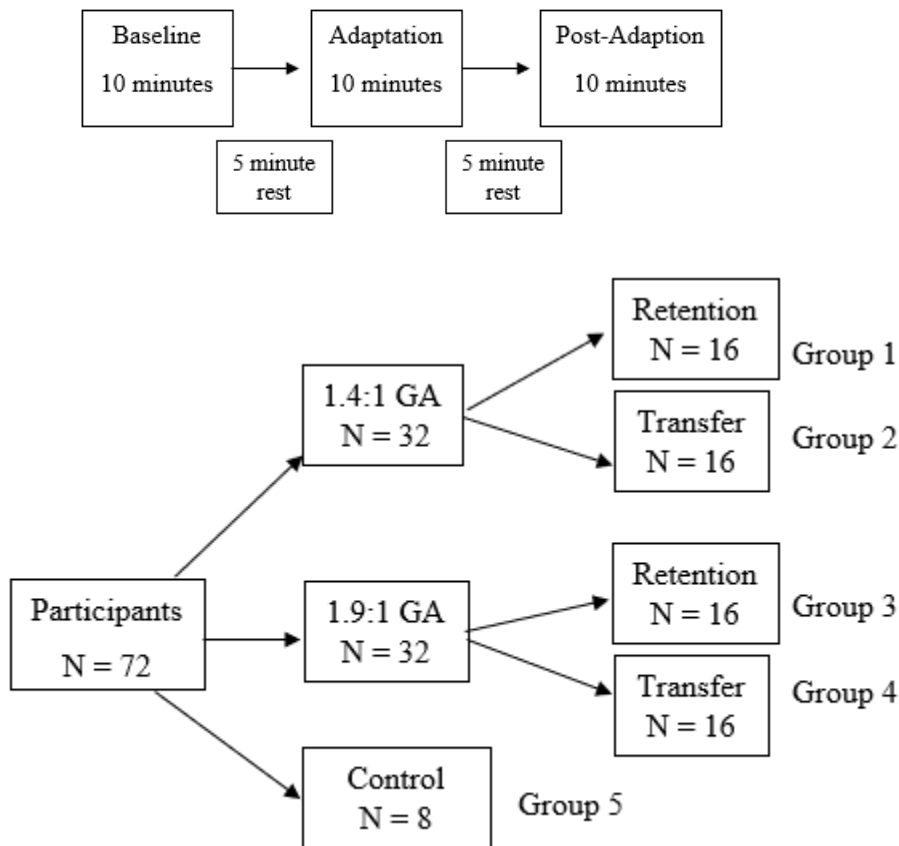 Baseline
10 minutes
Adaptation
10 minutes
Post-Adaption
10 minutes
5 minute
rest
5 minute
rest
Retention
N = 16
Group 1
1.4:1 GA
N = 32
Transfer
N = 16
Group 2
Participants
N = 72
1.9:1 GA
N = 32
Retention
N = 16
Group 3
Transfer
N = 16
Group 4
Control
N = 8
Group 5